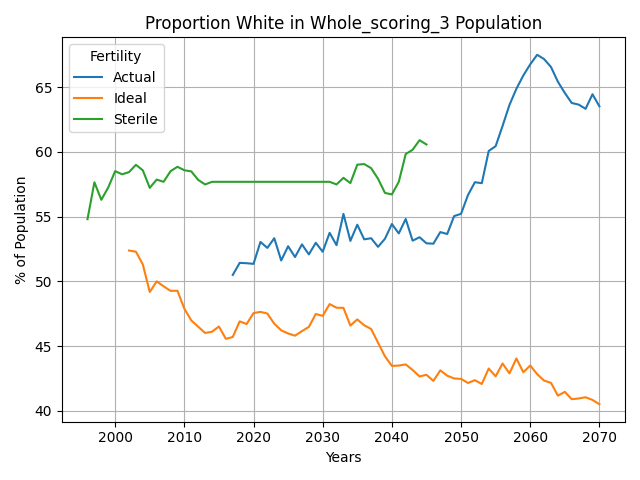 Proportion White in Whole_scoring_3 Population
Fertility
Actual
Ideal
Sterile
% of Population
65
60
55
50
45
40
2000 2010 2020 2030 2040 2050 2060 2070
Years